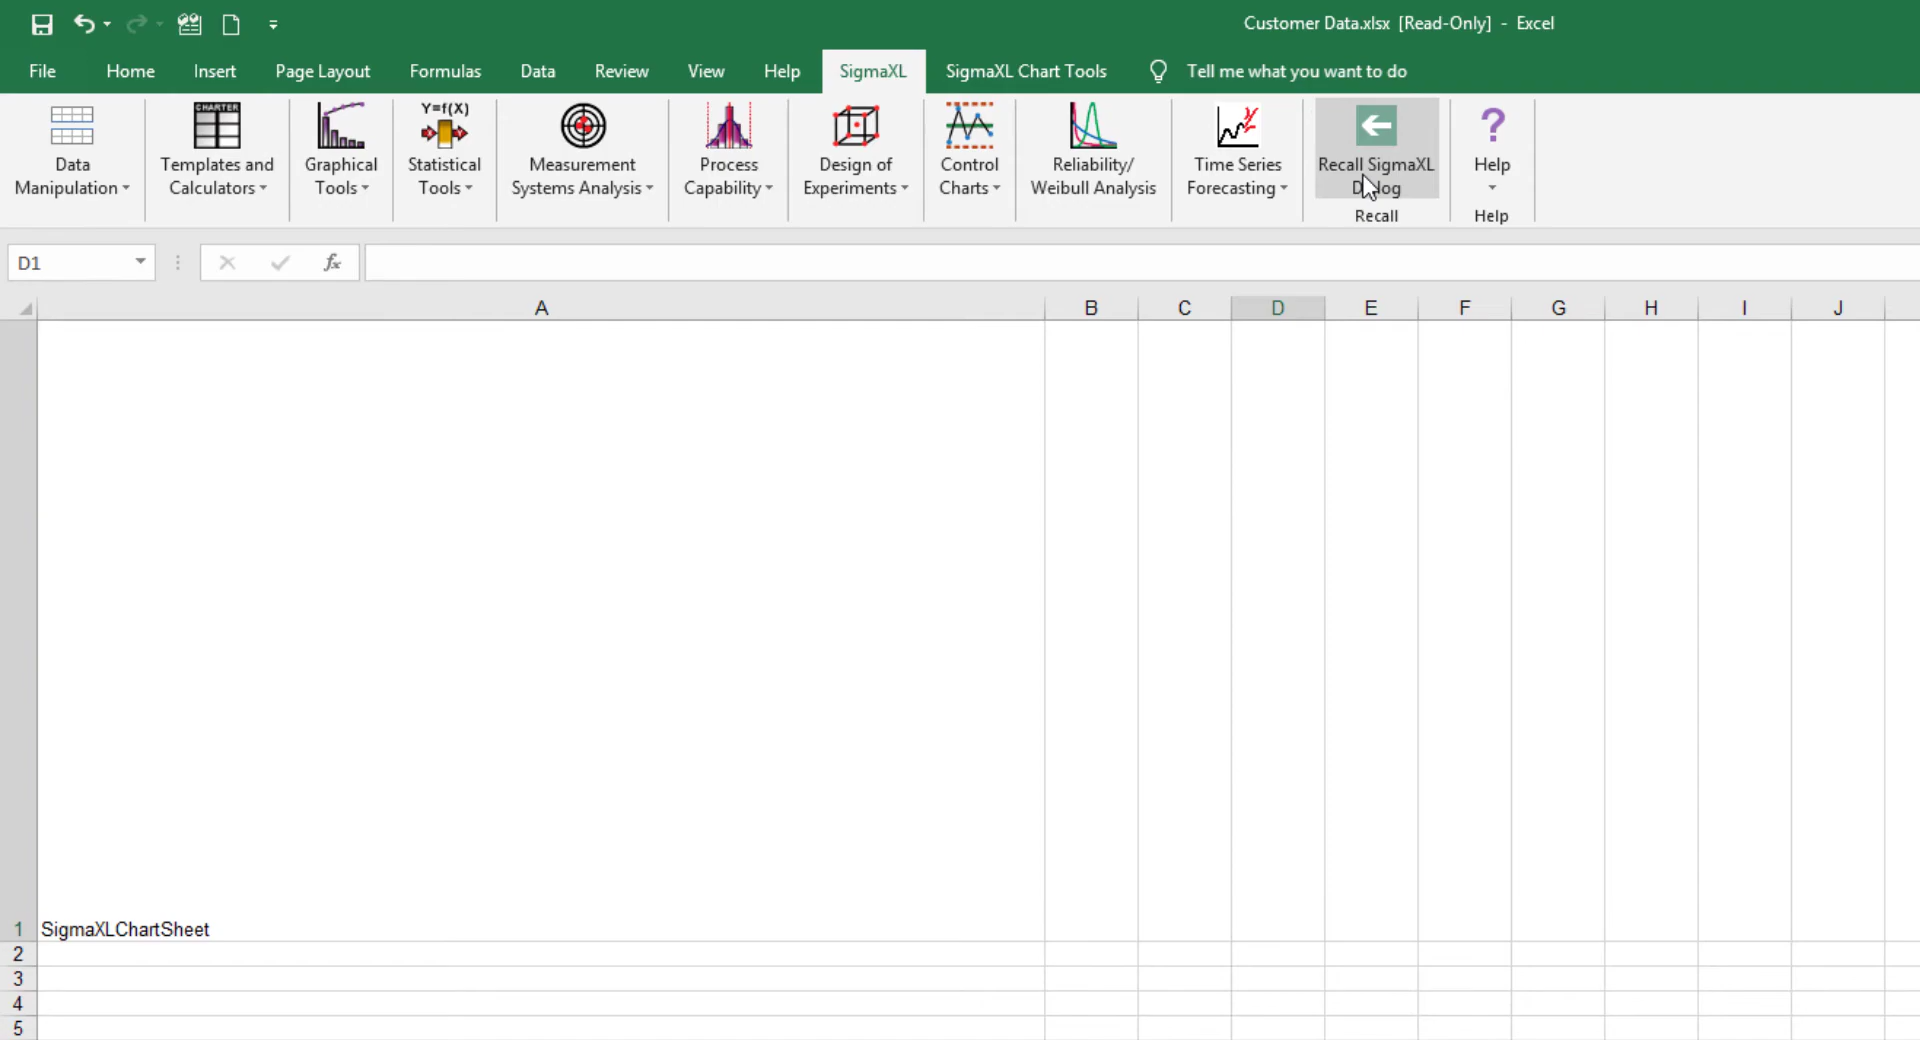 Customer Data.xlsx [Read-Only] - Excel
File Home Insert Page Layout Formulas Data Review View Help SigmaXL SigmaXL Chart Tools Tell me what you want to do
CHARTER Y=f(X)
Data Templates and Graphical Statistical Measurement Process Design of Control Reliability/ Time Series Recall SigmaXL Help
Manipulation Calculators Tools Tools Systems Analysis Capability Experiments Charts Weibull Analysis Forecasting
Recall Help
D1 fx
A B C D E F G H I J
1 SigmaXLChartSheet
2
3
4
5